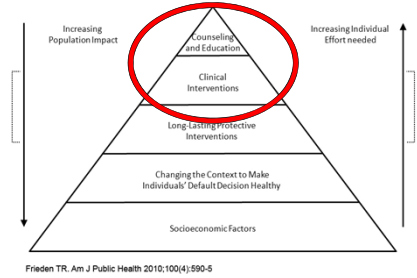 Increasing
Population Impact
Increasing Individual
Effort needed
Counseling
and Education
Clinical
Interventions
Long-Lasting Protective
Interventions
Changing the Context to Make
Individuals' Default Decision Healthy
Socioeconomic Factors
Frieden TR. Am J Public Health 2010;100(4):590-5